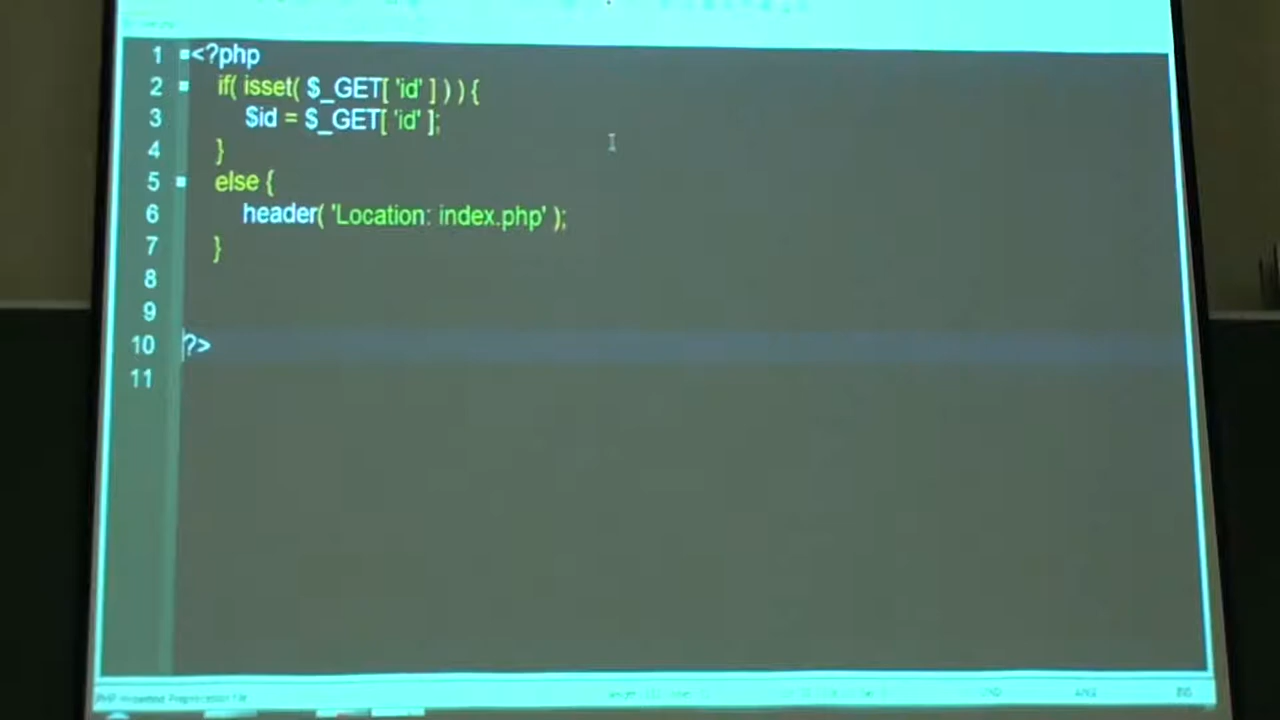 1 <?php
2 if( isset( $_GET[ 'id' ] ) ) {
3 $id = $_GET[ 'id' ];
4 }
5 else {
6 header( 'Location: index.php' );
7 }
8
9
10 ?>
11